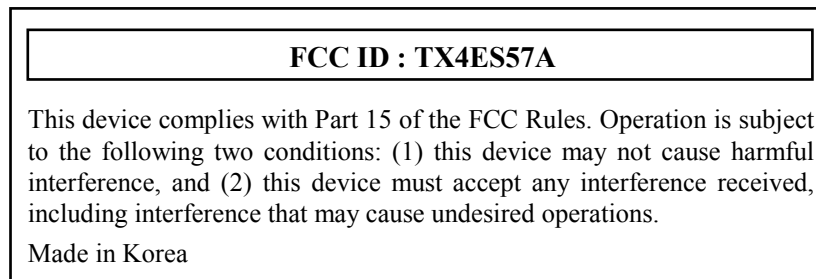 FCC ID : TX4ES57A
This device complies with Part 15 of the FCC Rules. Operation is subject
to the following two conditions: (1) this device may not cause harmful
interference, and (2) this device must accept any interference received,
including interference that may cause undesired operations.
Made in Korea